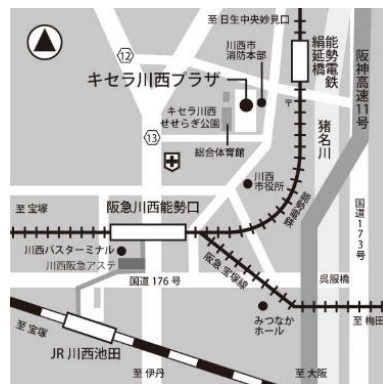 至 日生中央妙見口
12
川西市
消防本部
能勢電鉄
絹延橋
阪神高速11号
キセラ川西プラザ
〒
キセラ川西
せせらぎ公園
猪名川
13
総合体育館
川西
市役所
国道173号
至 宝塚
阪急川西能勢口
能勢電鉄
川西バスターミナル
川西阪急アステ
国道 176 号
阪急 宝塚線
呉服橋
至 宝塚
みつなか
ホール
至 梅田
JR 川西池田
至 伊丹
至 大阪